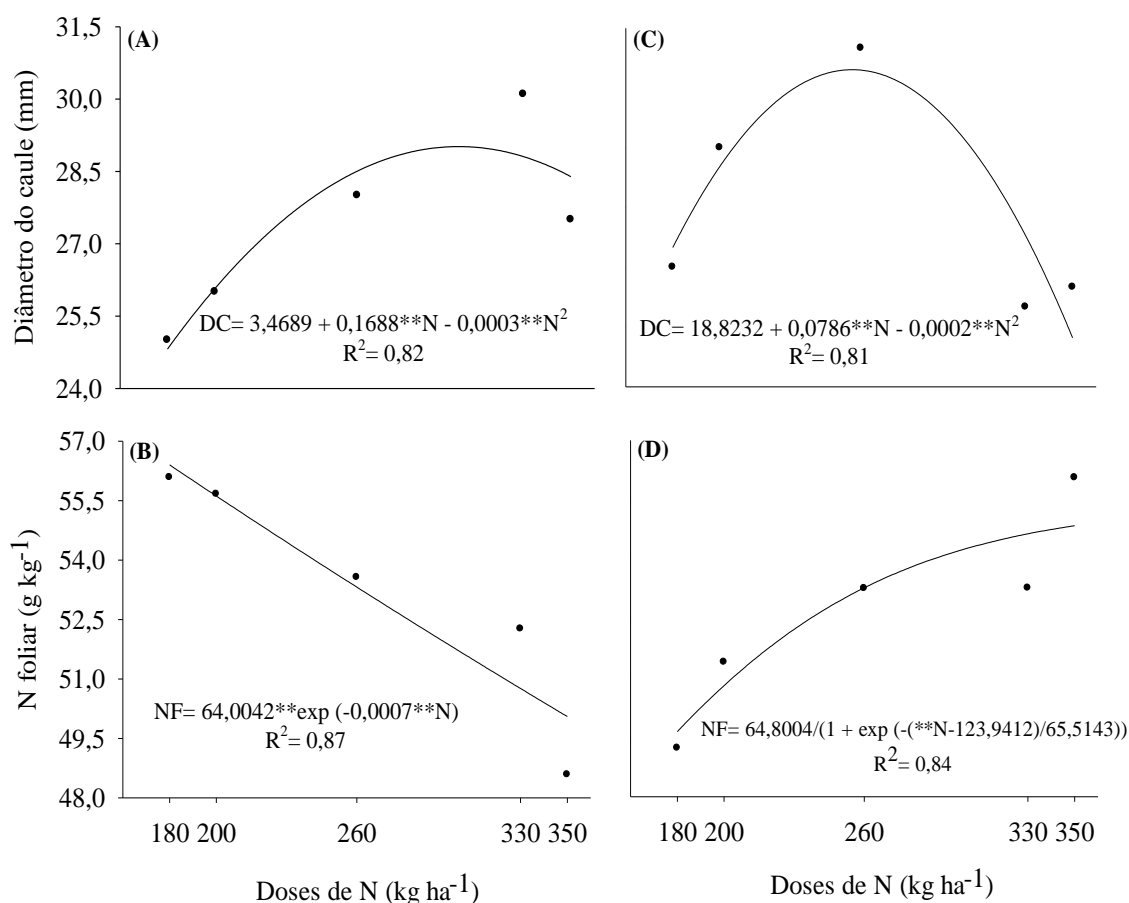 (A)
Diâmetro do caule (mm)
31,5
30,0
28,5
27,0
25,5
24,0
DC= 3,4689 + 0,1688**N - 0,0003**N²
R²= 0,82
(C)
DC= 18,8232 + 0,0786**N - 0,0002**N²
R²= 0,81
(B)
N foliar (g kg⁻¹)
57,0
55,5
54,0
52,5
51,0
49,5
48,0
NF= 64,0042**exp (-0,0007**N)
R²= 0,87
180 200 260 330 350
Doses de N (kg ha⁻¹)
(D)
NF= 64,8004/(1 + exp (-(**N-123,9412)/65,5143))
R²= 0,84
180 200 260 330 350
Doses de N (kg ha⁻¹)